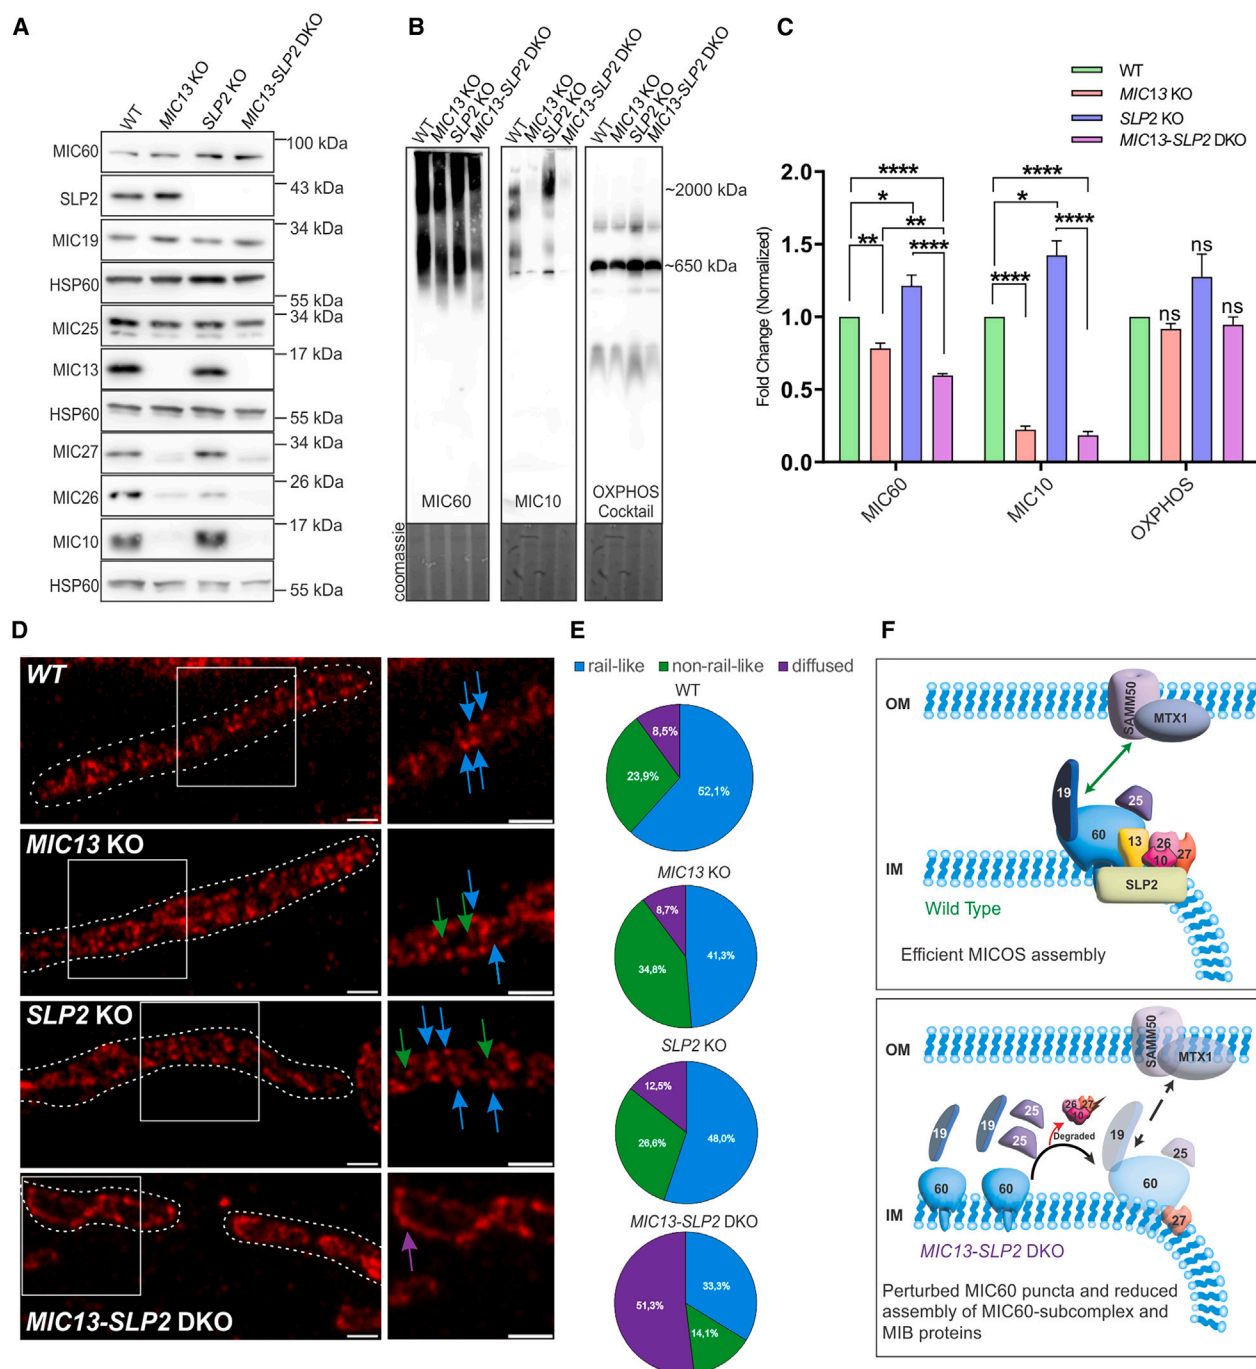 A
WT
MIC13 KO
SLP2 KO
MIC13-SLP2 DKO
MIC60
100 kDa
SLP2
43 kDa
MIC19
34 kDa
HSP60
55 kDa
MIC25
34 kDa
MIC13
17 kDa
HSP60
55 kDa
MIC27
34 kDa
MIC26
26 kDa
MIC10
17 kDa
HSP60
55 kDa
B
WT
MIC13 KO
SLP2 KO
MIC13-SLP2 DKO
WT
MIC13 KO
SLP2 KO
MIC13-SLP2 DKO
WT
MIC13 KO
SLP2 KO
MIC13-SLP2 DKO
~2000 kDa
~650 kDa
MIC60
MIC10
OXPHOS
Cocktail
coomassie
C
WT
MIC13 KO
SLP2 KO
MIC13-SLP2 DKO
Fold Change (Normalized)
2.0
1.5
1.0
0.5
0.0
****
*
**
**
****
****
*
****
****
ns
ns
ns
MIC60
MIC10
OXPHOS
D
WT
MIC13 KO
SLP2 KO
MIC13-SLP2 DKO
E
rail-like
non-rail-like
diffused
WT
8,5%
23,9%
52,1%
MIC13 KO
8,7%
34,8%
41,3%
SLP2 KO
12,5%
26,6%
48,0%
MIC13-SLP2 DKO
33,3%
51,3%
14,1%
F
OM
SAMM50
MTX1
19
25
60
13
26
10
27
IM
SLP2
Wild Type
Efficient MICOS assembly
OM
SAMM50
MTX1
26
27
10
25
19
19
25
Degraded
19
25
60
60
60
IM
27
MIC13-SLP2 DKO
Perturbed MIC60 puncta and reduced
assembly of MIC60-subcomplex and
MIB proteins